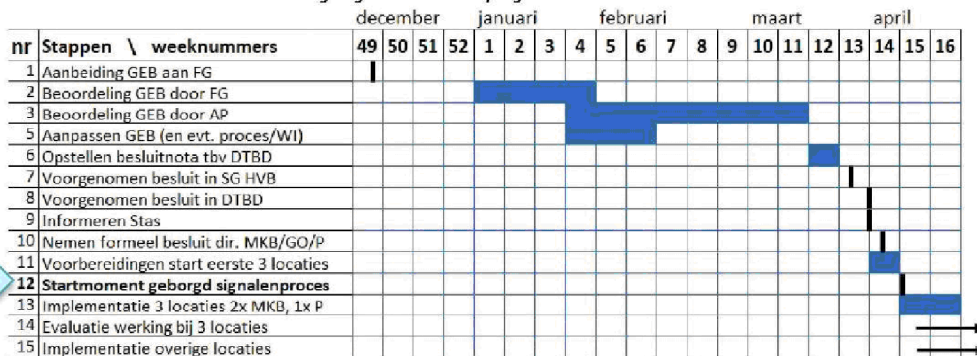 december januari februari maart april
nr Stappen \ weeknummers 49 50 51 52 1 2 3 4 5 6 7 8 9 10 11 12 13 14 15 16
1 Aanbeiding GEB aan FG
2 Beoordeling GEB door FG
3 Beoordeling GEB door AP
5 Aanpassen GEB (en evt. proces/WI)
6 Opstellen besluitnota tbv DTBD
7 Voorgenomen besluit in SG HVB
8 Voorgenomen besluit in DTBD
9 Informeren Stas
10 Nemen formeel besluit dir. MKB/GO/P
11 Voorbereidingen start eerste 3 locaties
12 Startmoment geborgd signalenproces
13 Implementatie 3 locaties 2x MKB, 1x P
14 Evaluatie werking bij 3 locaties
15 Implementatie overige locaties